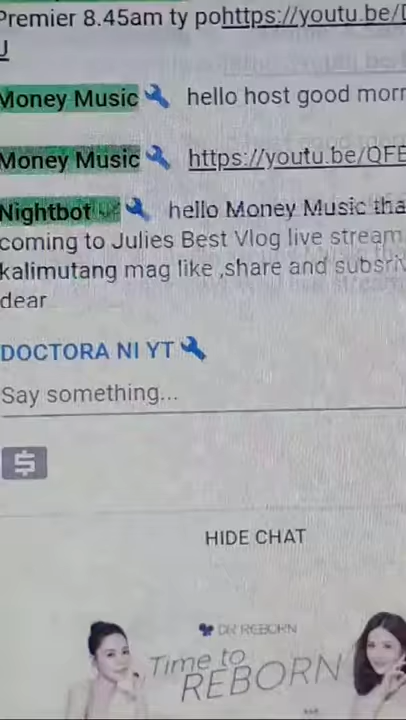 Premier 8.45am ty pohttps://youtu.be/
U
Money Music hello host good morr
Money Music https://youtu.be/QFE
Nightbot hello Money Music tha
coming to Julies Best Vlog live stream
kalimutang mag like ,share and subsriv
dear
DOCTORA NI YT
Say something...
$
HIDE CHAT
DR REBORN
Time to
REBORN